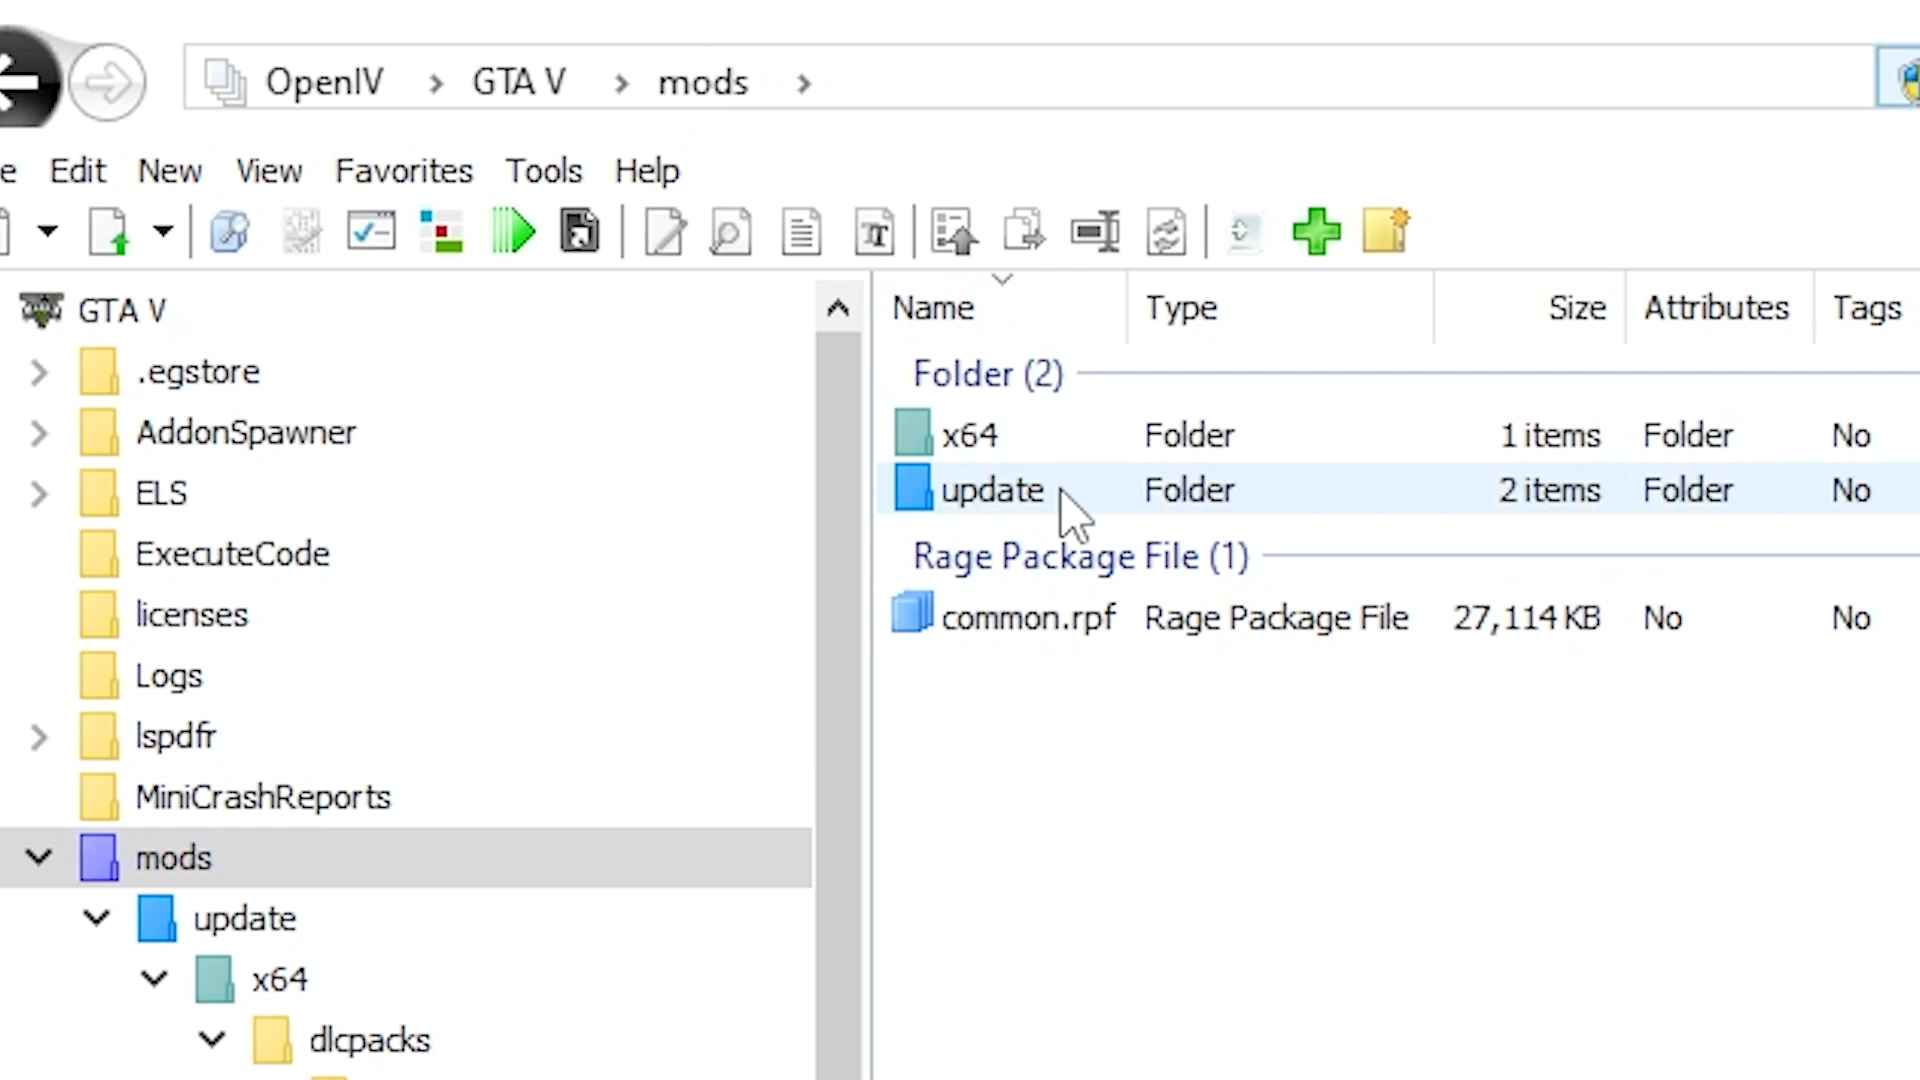 OpenIV > GTA V > mods >
e Edit New View Favorites Tools Help
GTA V
.egstore
AddonSpawner
ELS
ExecuteCode
licenses
Logs
lspdfr
MiniCrashReports
mods
update
x64
dlcpacks
Name Type Size Attributes Tags
Folder (2)
x64 Folder 1 items Folder No
update Folder 2 items Folder No
Rage Package File (1)
common.rpf Rage Package File 27,114 KB No No